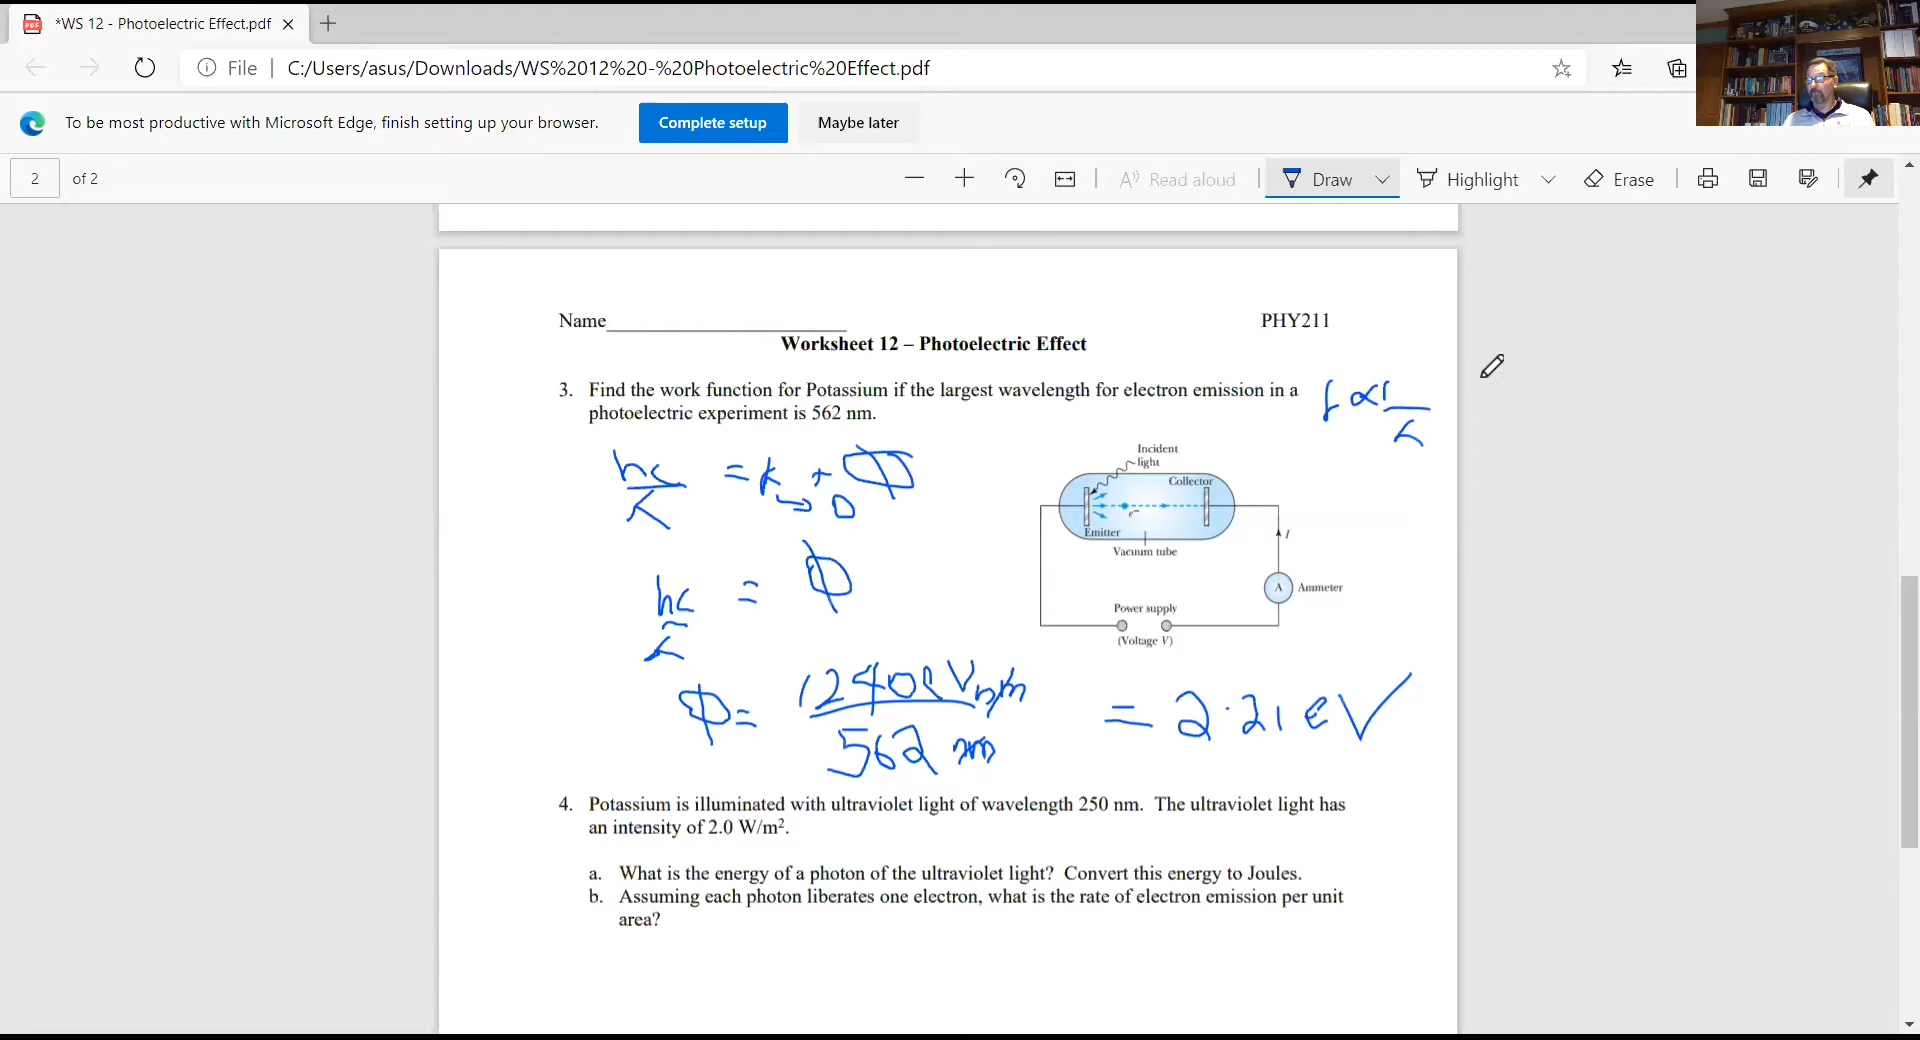 *WS 12 - Photoelectric Effect.pdf
File | C:/Users/asus/Downloads/WS%2012%20-%20Photoelectric%20Effect.pdf
To be most productive with Microsoft Edge, finish setting up your browser. Complete setup Maybe later
2 of 2 Read aloud Draw Highlight Erase
Name PHY211
Worksheet 12 – Photoelectric Effect
3. Find the work function for Potassium if the largest wavelength for electron emission in a
photoelectric experiment is 562 nm.
f ∝ 1/λ
hc/λ = K + Φ
→ 0
Incident
light
Collector
Emitter
Vacuum tube
I
A Ammeter
Power supply
(Voltage V)
hc/λ = Φ
Φ = 1240 eV nm / 562 nm = 2.21 eV
4. Potassium is illuminated with ultraviolet light of wavelength 250 nm. The ultraviolet light has
an intensity of 2.0 W/m².
a. What is the energy of a photon of the ultraviolet light? Convert this energy to Joules.
b. Assuming each photon liberates one electron, what is the rate of electron emission per unit
area?